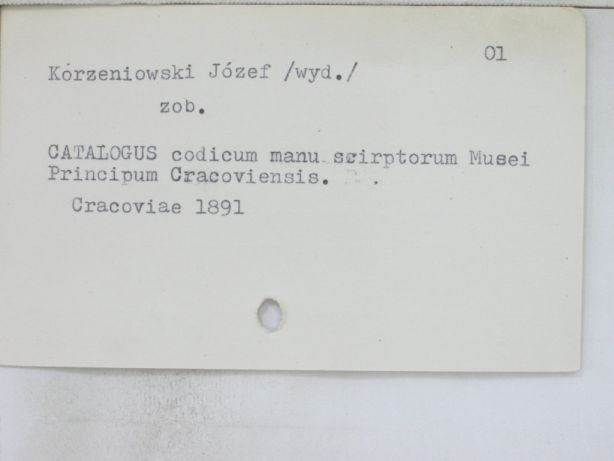 01
Korzeniowski Józef /wyd./
zob.
CATALOGUS codicum manu scirptorum Musei
Principum Cracoviensis. .
Cracoviae 1891